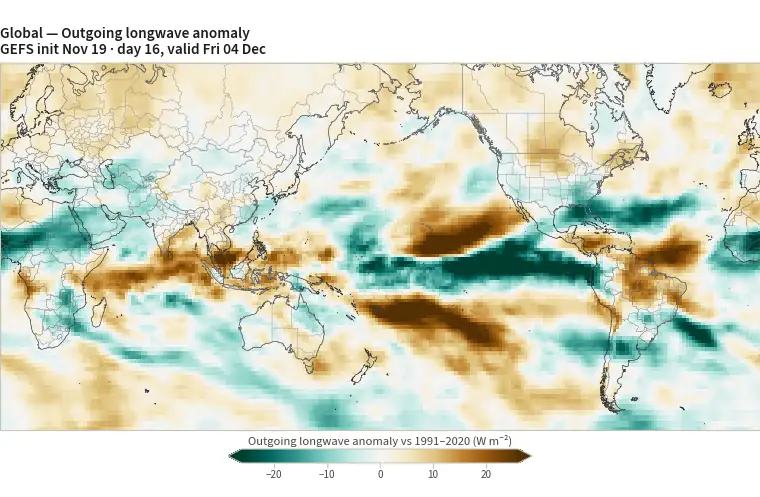 Global — Outgoing longwave anomaly
GEFS init Nov 19 · day 16, valid Fri 04 Dec
Outgoing longwave anomaly vs 1991–2020 (W m⁻²)
−20 −10 0 10 20